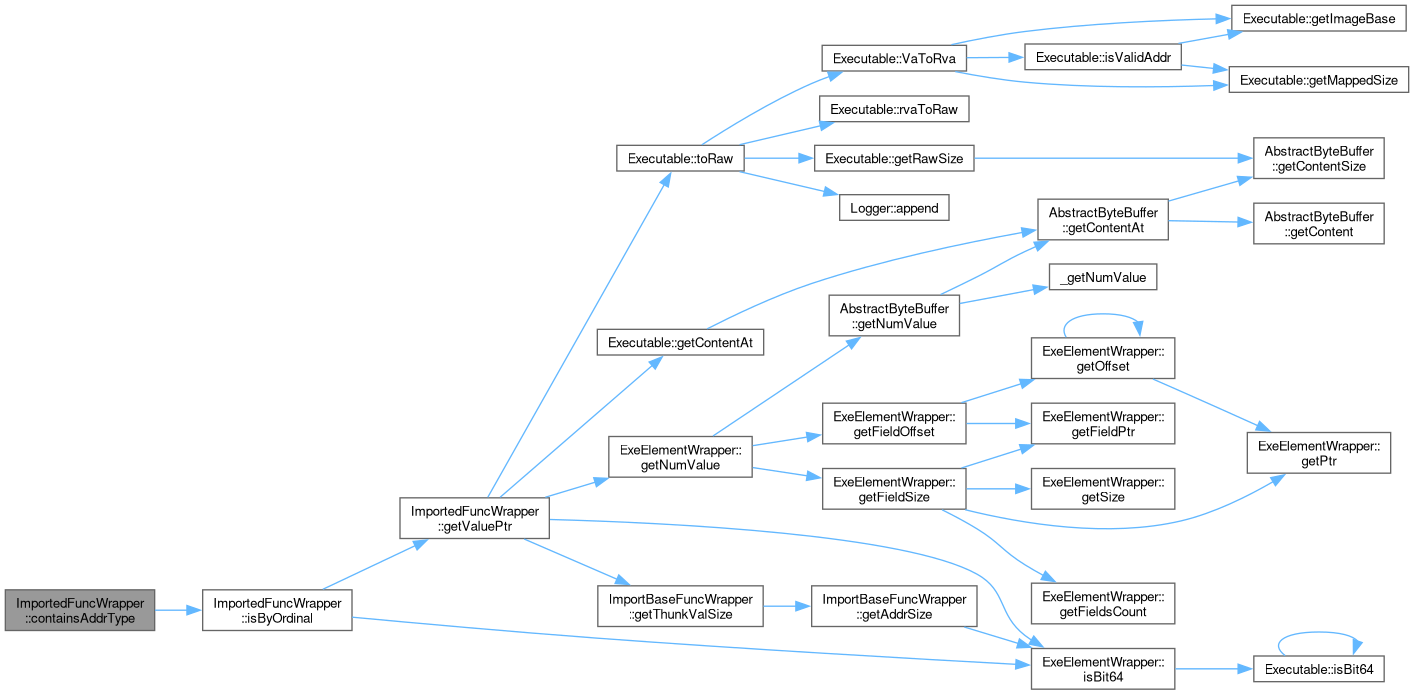 ImportedFuncWrapper
::containsAddrType
ImportedFuncWrapper
::isByOrdinal
ImportedFuncWrapper
::getValuePtr
Executable::toRaw
Executable::VaToRva
Executable::getImageBase
Executable::isValidAddr
Executable::getMappedSize
Executable::rvaToRaw
Executable::getRawSize
AbstractByteBuffer
::getContentSize
Logger::append
AbstractByteBuffer
::getContentAt
AbstractByteBuffer
::getContent
Executable::getContentAt
AbstractByteBuffer
::getNumValue
_getNumValue
ExeElementWrapper::
getNumValue
ExeElementWrapper::
getFieldOffset
ExeElementWrapper::
getOffset
ExeElementWrapper::
getFieldPtr
ExeElementWrapper::
getPtr
ExeElementWrapper::
getFieldSize
ExeElementWrapper::
getSize
ExeElementWrapper::
getFieldsCount
ImportBaseFuncWrapper
::getThunkValSize
ImportBaseFuncWrapper
::getAddrSize
ExeElementWrapper::
isBit64
Executable::isBit64